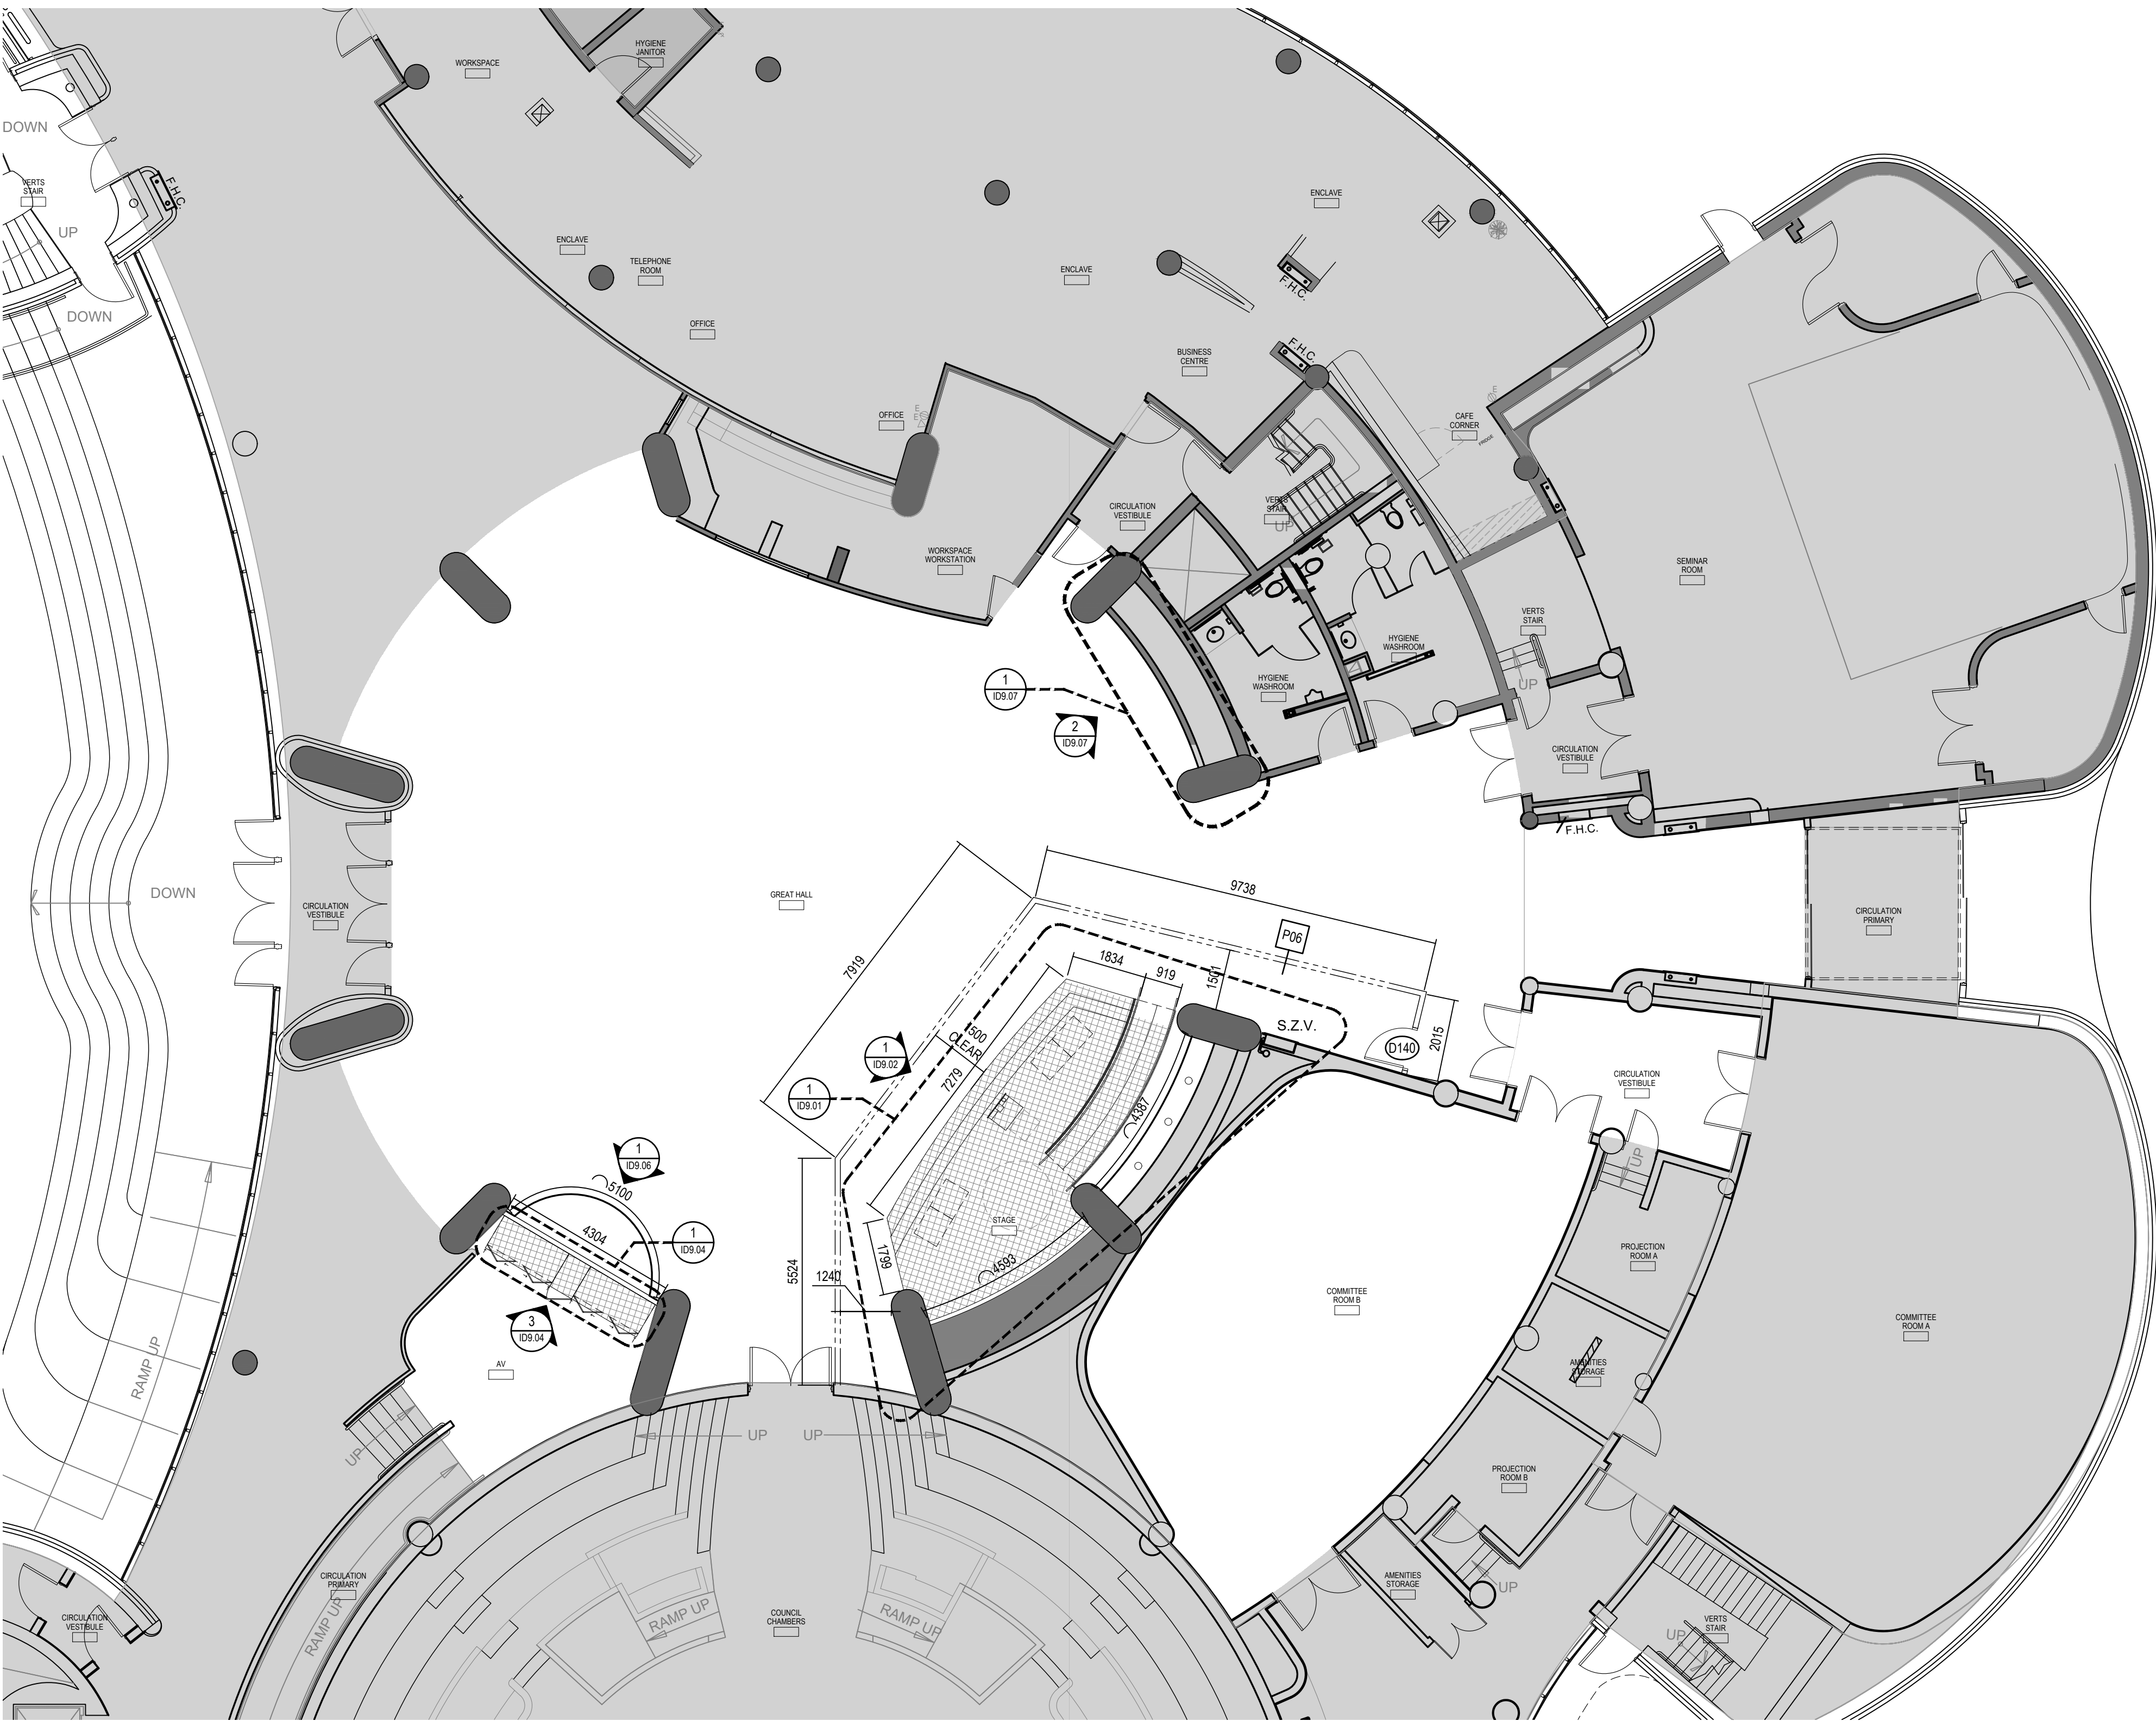 HYGIENE
JANITOR
WORKSPACE
DOWN
VERTS
STAIR
F.H.C.
UP
ENCLAVE
ENCLAVE
TELEPHONE
ROOM
ENCLAVE
F.H.C.
DOWN
OFFICE
BUSINESS
CENTRE
F.H.C.
E
OFFICE
E
E
CAFE
CORNER
FRIDGE
VERTS
STAIR
UP
CIRCULATION
VESTIBULE
WORKSPACE
WORKSTATION
SEMINAR
ROOM
VERTS
STAIR
HYGIENE
WASHROOM
HYGIENE
WASHROOM
UP
1
ID9.07
2
ID9.07
CIRCULATION
VESTIBULE
F.H.C.
DOWN
GREAT HALL
9738
CIRCULATION
VESTIBULE
CIRCULATION
PRIMARY
P06
7919
1834
919
1501
1500
CLEAR
S.Z.V.
D140
2015
1
ID9.02
7279
1
ID9.01
4387
CIRCULATION
VESTIBULE
UP
1
ID9.06
5100
4304
1
ID9.04
STAGE
5524
1799
1240
4593
PROJECTION
ROOM A
COMMITTEE
ROOM B
COMMITTEE
ROOM A
3
ID9.04
AV
RAMP UP
AMENITIES
STORAGE
UP
UP
UP
PROJECTION
ROOM B
CIRCULATION
PRIMARY
RAMP UP
AMENITIES
STORAGE
UP
CIRCULATION
VESTIBULE
COUNCIL
CHAMBERS
RAMP UP
RAMP UP
VERTS
STAIR
UP